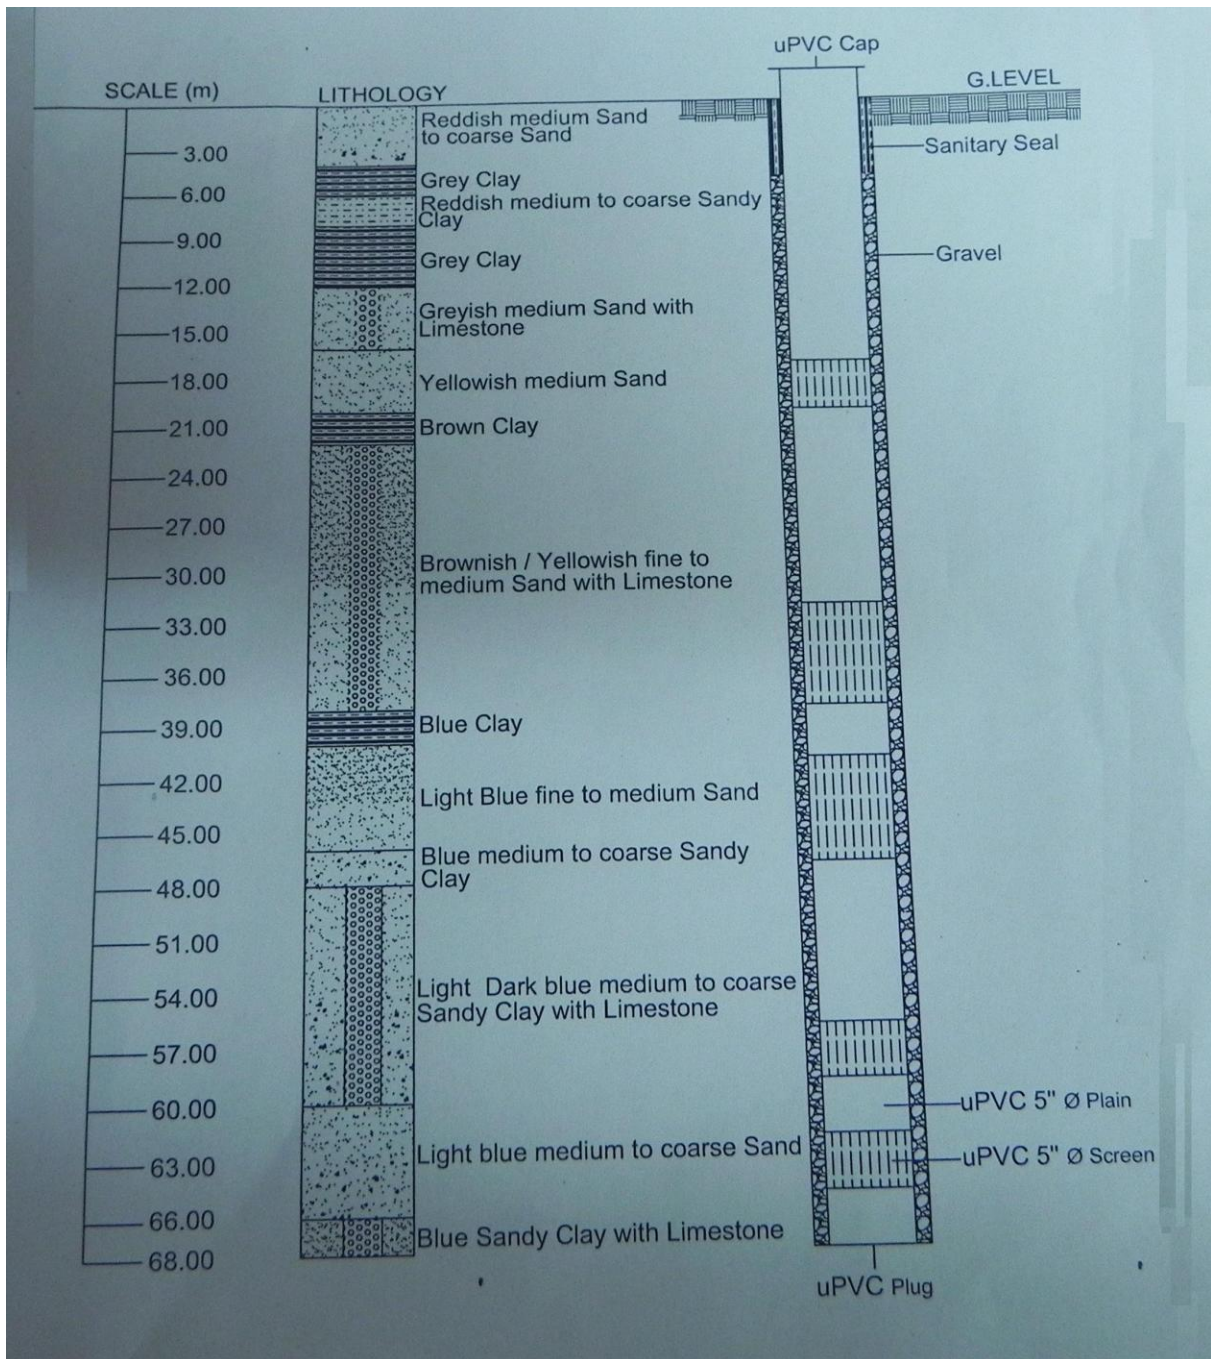 uPVC Cap
SCALE (m)
LITHOLOGY
G.LEVEL
Reddish medium Sand
to coarse Sand
Sanitary Seal
3.00
Grey Clay
6.00
Reddish medium to coarse Sandy
Clay
9.00
Grey Clay
Gravel
12.00
Greyish medium Sand with
Limestone
15.00
18.00
Yellowish medium Sand
21.00
Brown Clay
24.00
27.00
Brownish / Yellowish fine to
medium Sand with Limestone
30.00
33.00
36.00
39.00
Blue Clay
42.00
Light Blue fine to medium Sand
45.00
Blue medium to coarse Sandy
Clay
48.00
51.00
54.00
Light Dark blue medium to coarse
Sandy Clay with Limestone
57.00
60.00
uPVC 5" Ø Plain
Light blue medium to coarse Sand
uPVC 5" Ø Screen
63.00
66.00
Blue Sandy Clay with Limestone
68.00
uPVC Plug